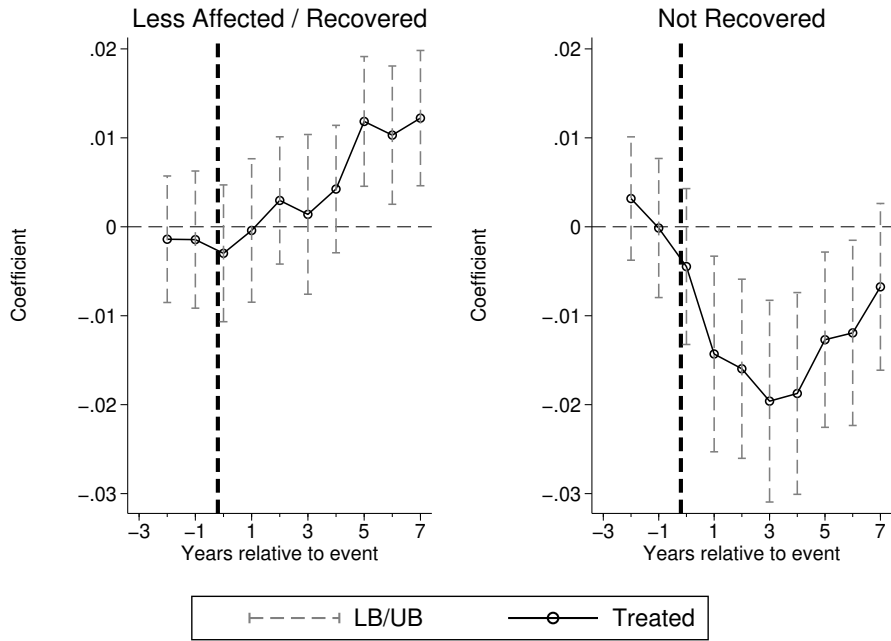 Less Affected / Recovered
Not Recovered
Coefficient
.02
.01
0
−.01
−.02
−.03
−3 −1 1 3 5 7
Years relative to event
Coefficient
.02
.01
0
−.01
−.02
−.03
−3 −1 1 3 5 7
Years relative to event
LB/UB
Treated